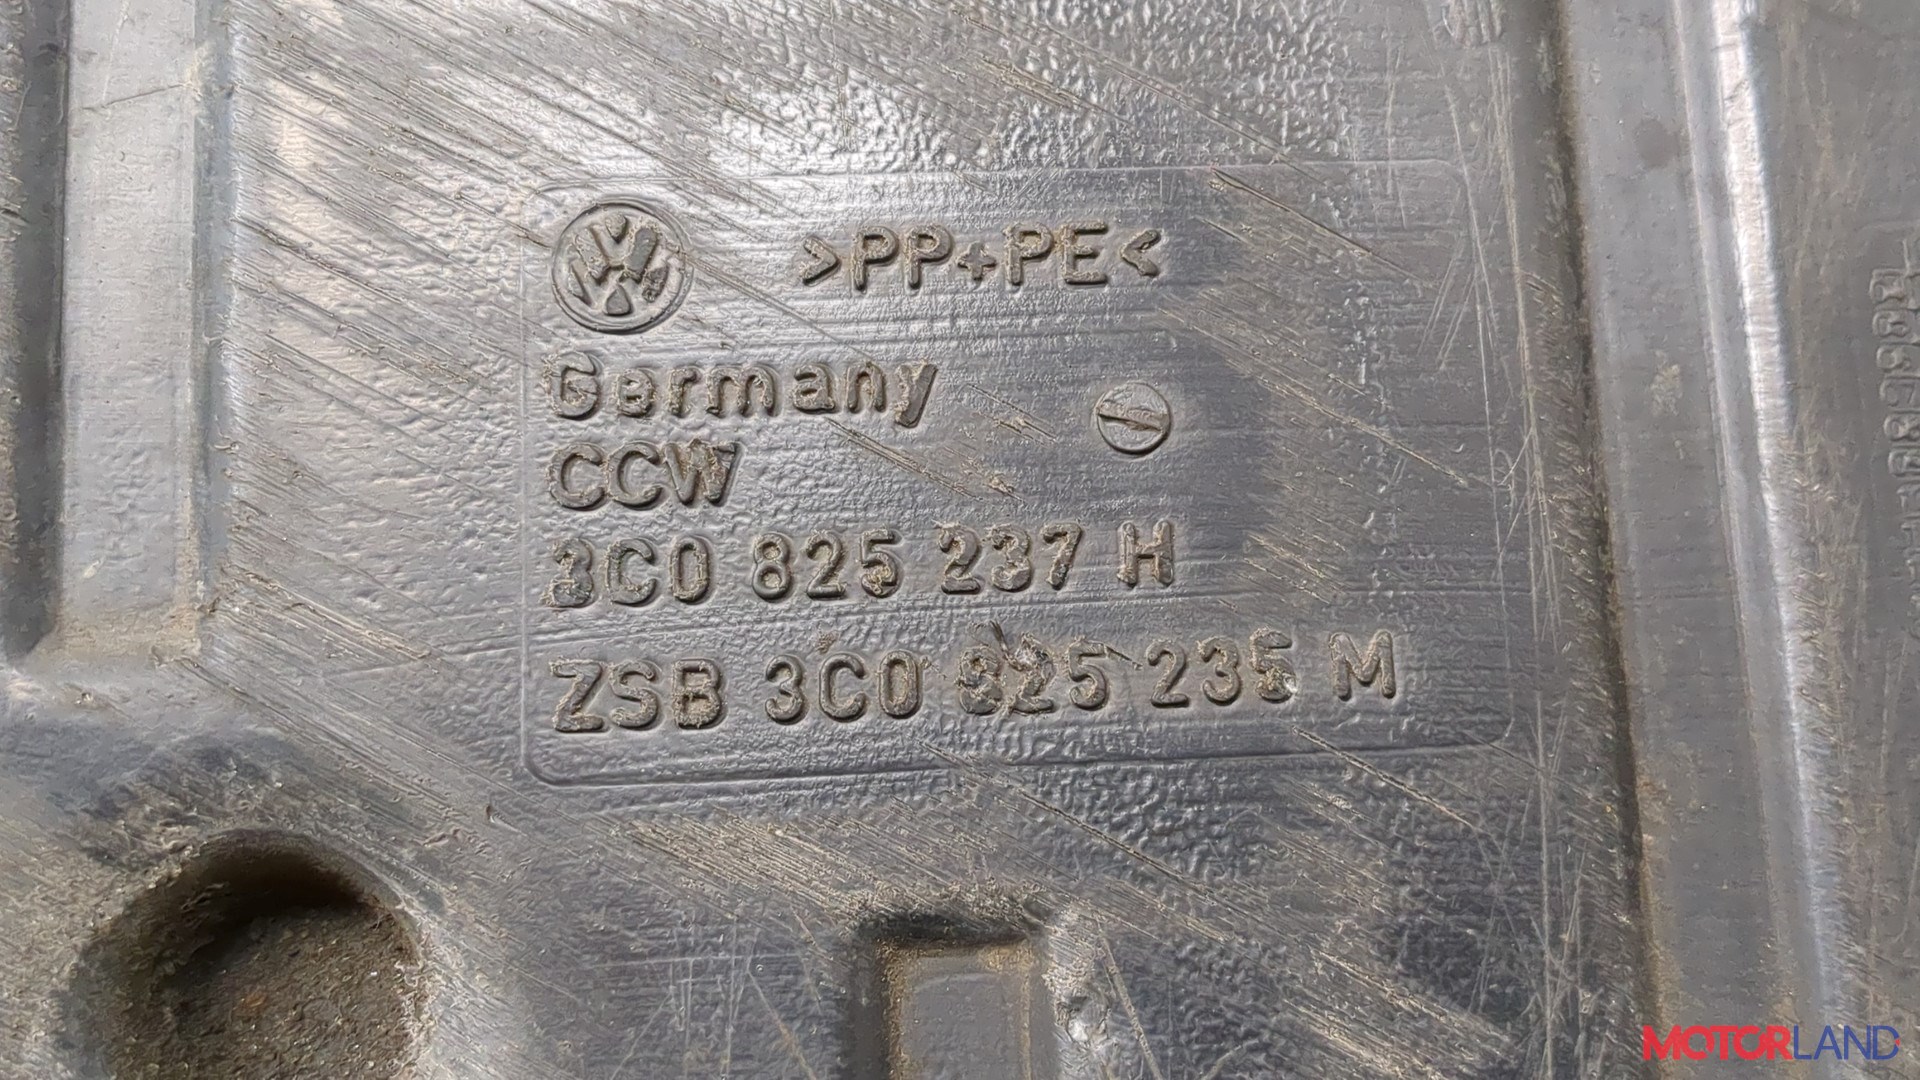 >PP+PE<
Germany
CCW
3C0 825 237 H
ZSB 3C0 825 235 M
MOTORLAND